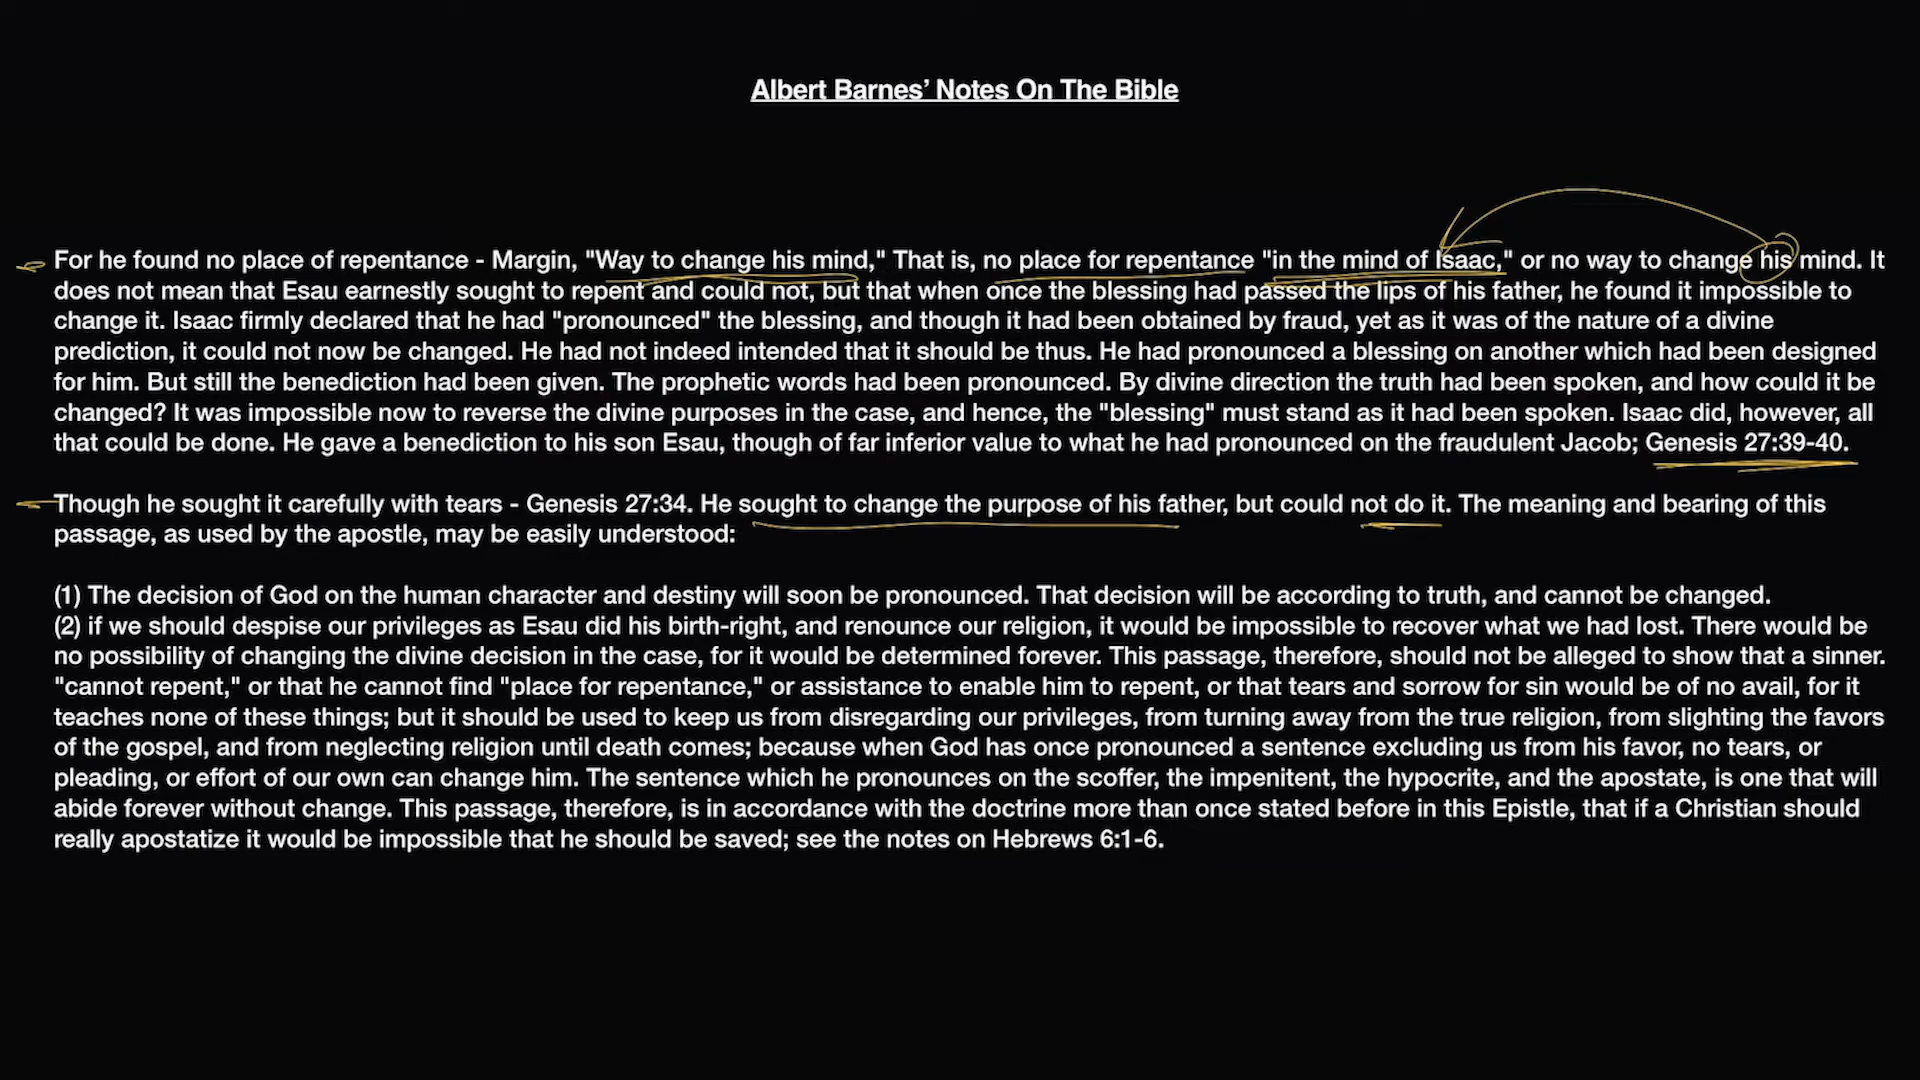 Albert Barnes’ Notes On The Bible
For he found no place of repentance - Margin, "Way to change his mind," That is, no place for repentance "in the mind of Isaac," or no way to change his mind. It
does not mean that Esau earnestly sought to repent and could not, but that when once the blessing had passed the lips of his father, he found it impossible to
change it. Isaac firmly declared that he had "pronounced" the blessing, and though it had been obtained by fraud, yet as it was of the nature of a divine
prediction, it could not now be changed. He had not indeed intended that it should be thus. He had pronounced a blessing on another which had been designed
for him. But still the benediction had been given. The prophetic words had been pronounced. By divine direction the truth had been spoken, and how could it be
changed? It was impossible now to reverse the divine purposes in the case, and hence, the "blessing" must stand as it had been spoken. Isaac did, however, all
that could be done. He gave a benediction to his son Esau, though of far inferior value to what he had pronounced on the fraudulent Jacob; Genesis 27:39-40.
Though he sought it carefully with tears - Genesis 27:34. He sought to change the purpose of his father, but could not do it. The meaning and bearing of this
passage, as used by the apostle, may be easily understood:
(1) The decision of God on the human character and destiny will soon be pronounced. That decision will be according to truth, and cannot be changed.
(2) if we should despise our privileges as Esau did his birth-right, and renounce our religion, it would be impossible to recover what we had lost. There would be
no possibility of changing the divine decision in the case, for it would be determined forever. This passage, therefore, should not be alleged to show that a sinner.
"cannot repent," or that he cannot find "place for repentance," or assistance to enable him to repent, or that tears and sorrow for sin would be of no avail, for it
teaches none of these things; but it should be used to keep us from disregarding our privileges, from turning away from the true religion, from slighting the favors
of the gospel, and from neglecting religion until death comes; because when God has once pronounced a sentence excluding us from his favor, no tears, or
pleading, or effort of our own can change him. The sentence which he pronounces on the scoffer, the impenitent, the hypocrite, and the apostate, is one that will
abide forever without change. This passage, therefore, is in accordance with the doctrine more than once stated before in this Epistle, that if a Christian should
really apostatize it would be impossible that he should be saved; see the notes on Hebrews 6:1-6.